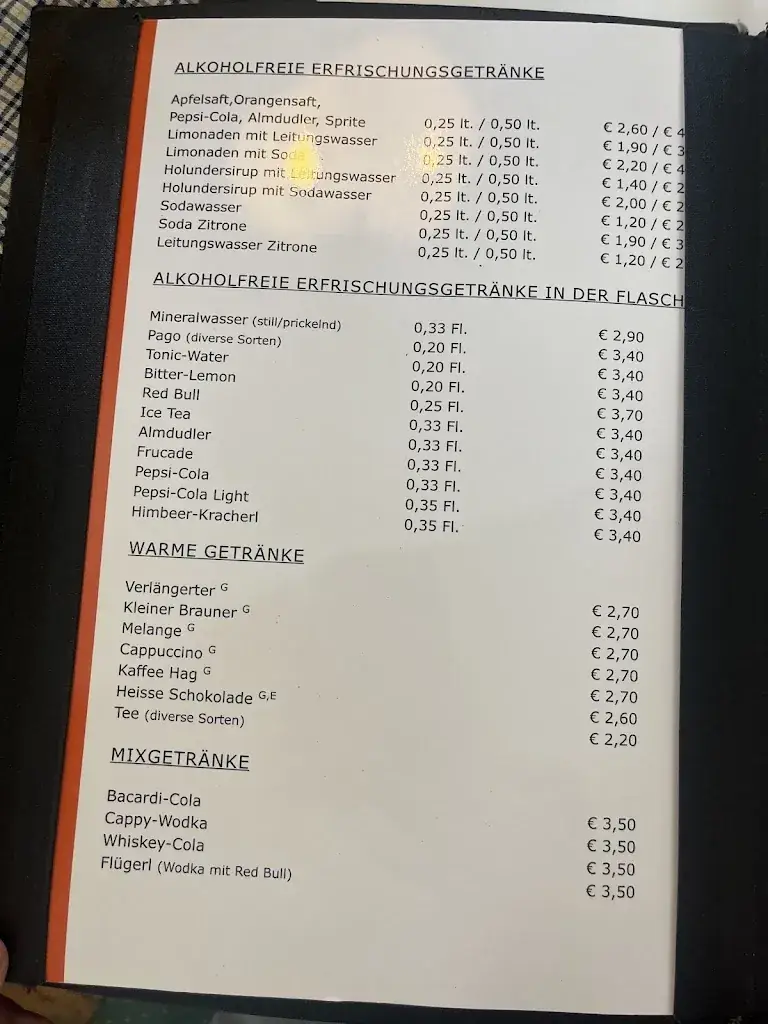 ALKOHOLFREIE ERFRISCHUNGSGETRÄNKE
Apfelsaft,Orangensaft,
Pepsi-Cola, Almdudler, Sprite 0,25 lt. / 0,50 lt. € 2,60 / € 4
Limonaden mit Leitungswasser 0,25 lt. / 0,50 lt. € 1,90 / € 3
Limonaden mit Soda 0,25 lt. / 0,50 lt. € 2,20 / € 4
Holundersirup mit Leitungswasser 0,25 lt. / 0,50 lt. € 1,40 / € 2
Holundersirup mit Sodawasser 0,25 lt. / 0,50 lt. € 2,00 / € 2
Sodawasser 0,25 lt. / 0,50 lt. € 1,20 / € 2
Soda Zitrone 0,25 lt. / 0,50 lt. € 1,90 / € 3
Leitungswasser Zitrone 0,25 lt. / 0,50 lt. € 1,20 / € 2
ALKOHOLFREIE ERFRISCHUNGSGETRÄNKE IN DER FLASCH
Mineralwasser (still/prickelnd) 0,33 Fl. € 2,90
Pago (diverse Sorten) 0,20 Fl. € 3,40
Tonic-Water 0,20 Fl. € 3,40
Bitter-Lemon 0,20 Fl. € 3,40
Red Bull 0,25 Fl. € 3,70
Ice Tea 0,33 Fl. € 3,40
Almdudler 0,33 Fl. € 3,40
Frucade 0,33 Fl. € 3,40
Pepsi-Cola 0,33 Fl. € 3,40
Pepsi-Cola Light 0,35 Fl. € 3,40
Himbeer-Kracherl 0,35 Fl. € 3,40
WARME GETRÄNKE
Verlängerter G € 2,70
Kleiner Brauner G € 2,70
Melange G € 2,70
Cappuccino G € 2,70
Kaffee Hag G € 2,70
Heisse Schokolade G,E € 2,60
Tee (diverse Sorten) € 2,20
MIXGETRÄNKE
Bacardi-Cola € 3,50
Cappy-Wodka € 3,50
Whiskey-Cola € 3,50
Flügerl (Wodka mit Red Bull) € 3,50